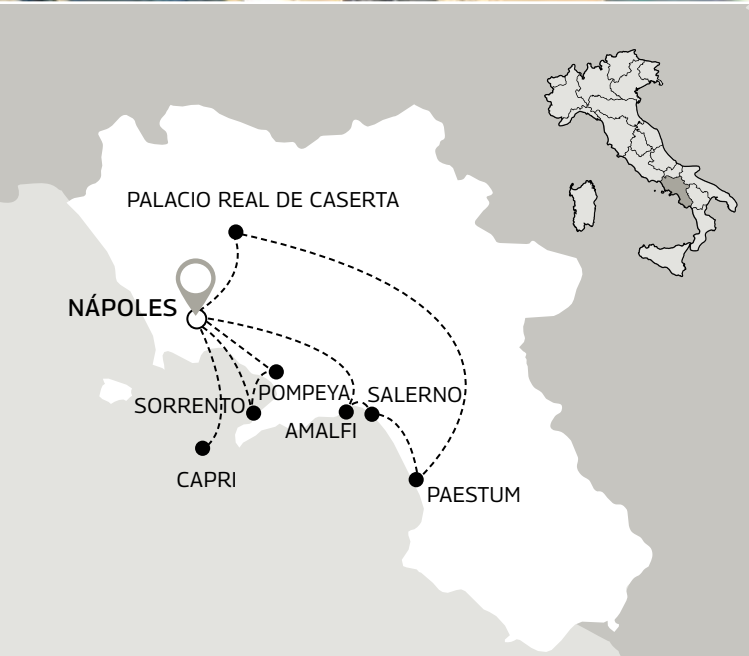 PALACIO REAL DE CASERTA
NÁPOLES
POMPEYA
SALERNO
SORRENTO
AMALFI
CAPRI
PAESTUM